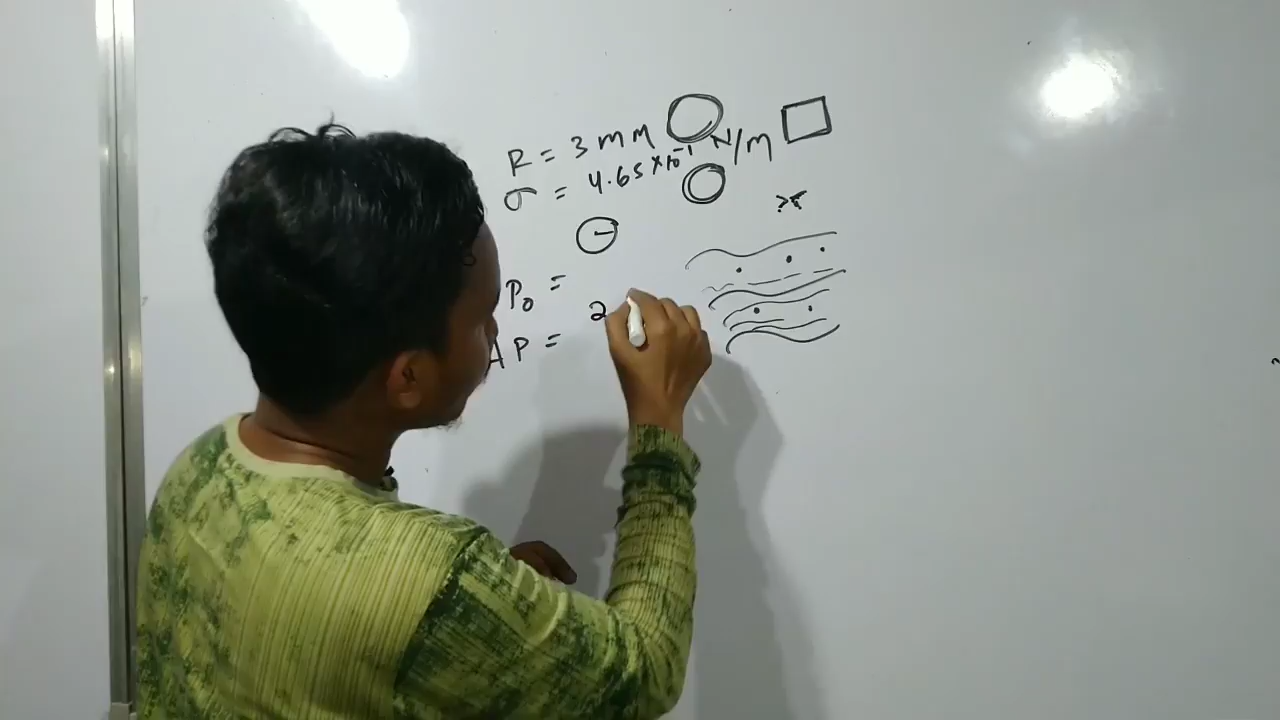 R = 3 mm
σ = 4.65 × 10⁻¹ N/m
P₀ =
ΔP = 2